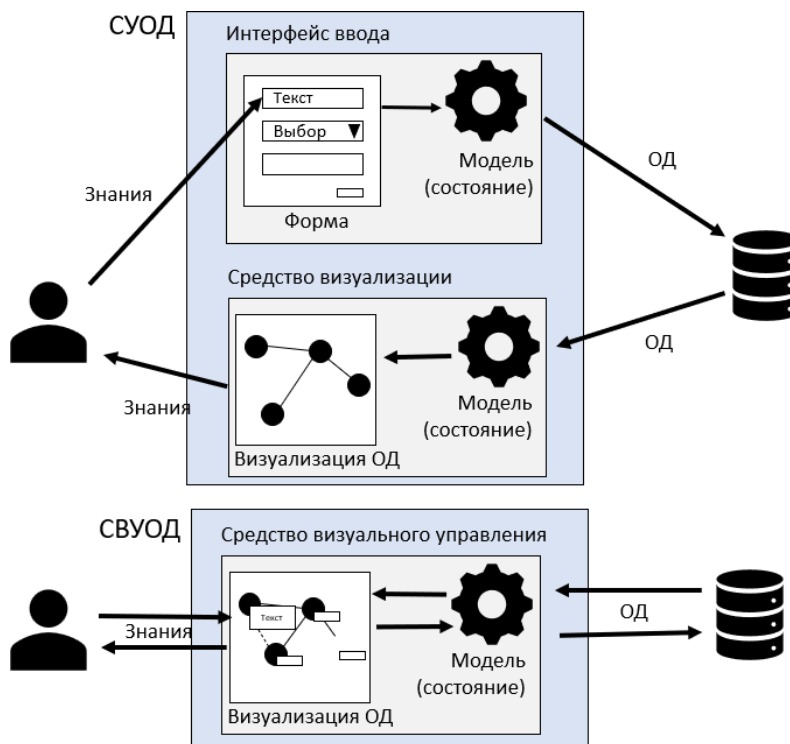 СУОД
Интерфейс ввода
Текст
Выбор
Знания
Форма
Модель
(состояние)
ОД
Средство визуализации
ОД
Знания
Модель
(состояние)
Визуализация ОД
СВУОД
Средство визуального управления
Текст
Знания
ОД
Модель
(состояние)
Визуализация ОД